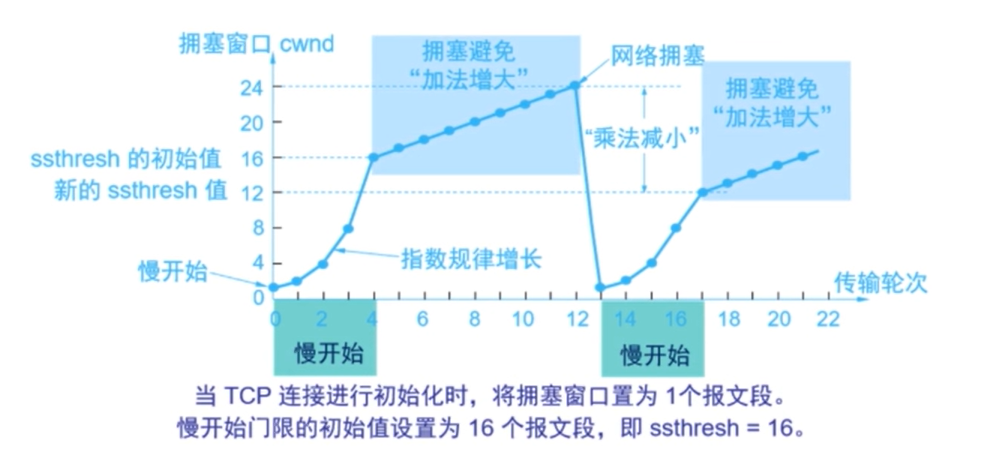 拥塞窗口 cwnd
拥塞避免
“加法增大”
网络拥塞
拥塞避免
“加法增大”
24
20
“乘法减小”
ssthresh 的初始值 16
新的 ssthresh 值 12
8
4
指数规律增长
慢开始
0
传输轮次
0 2 4 6 8 10 12 14 16 18 20 22
慢开始
慢开始
当 TCP 连接进行初始化时，将拥塞窗口置为 1个报文段。
慢开始门限的初始值设置为 16 个报文段，即 ssthresh = 16。